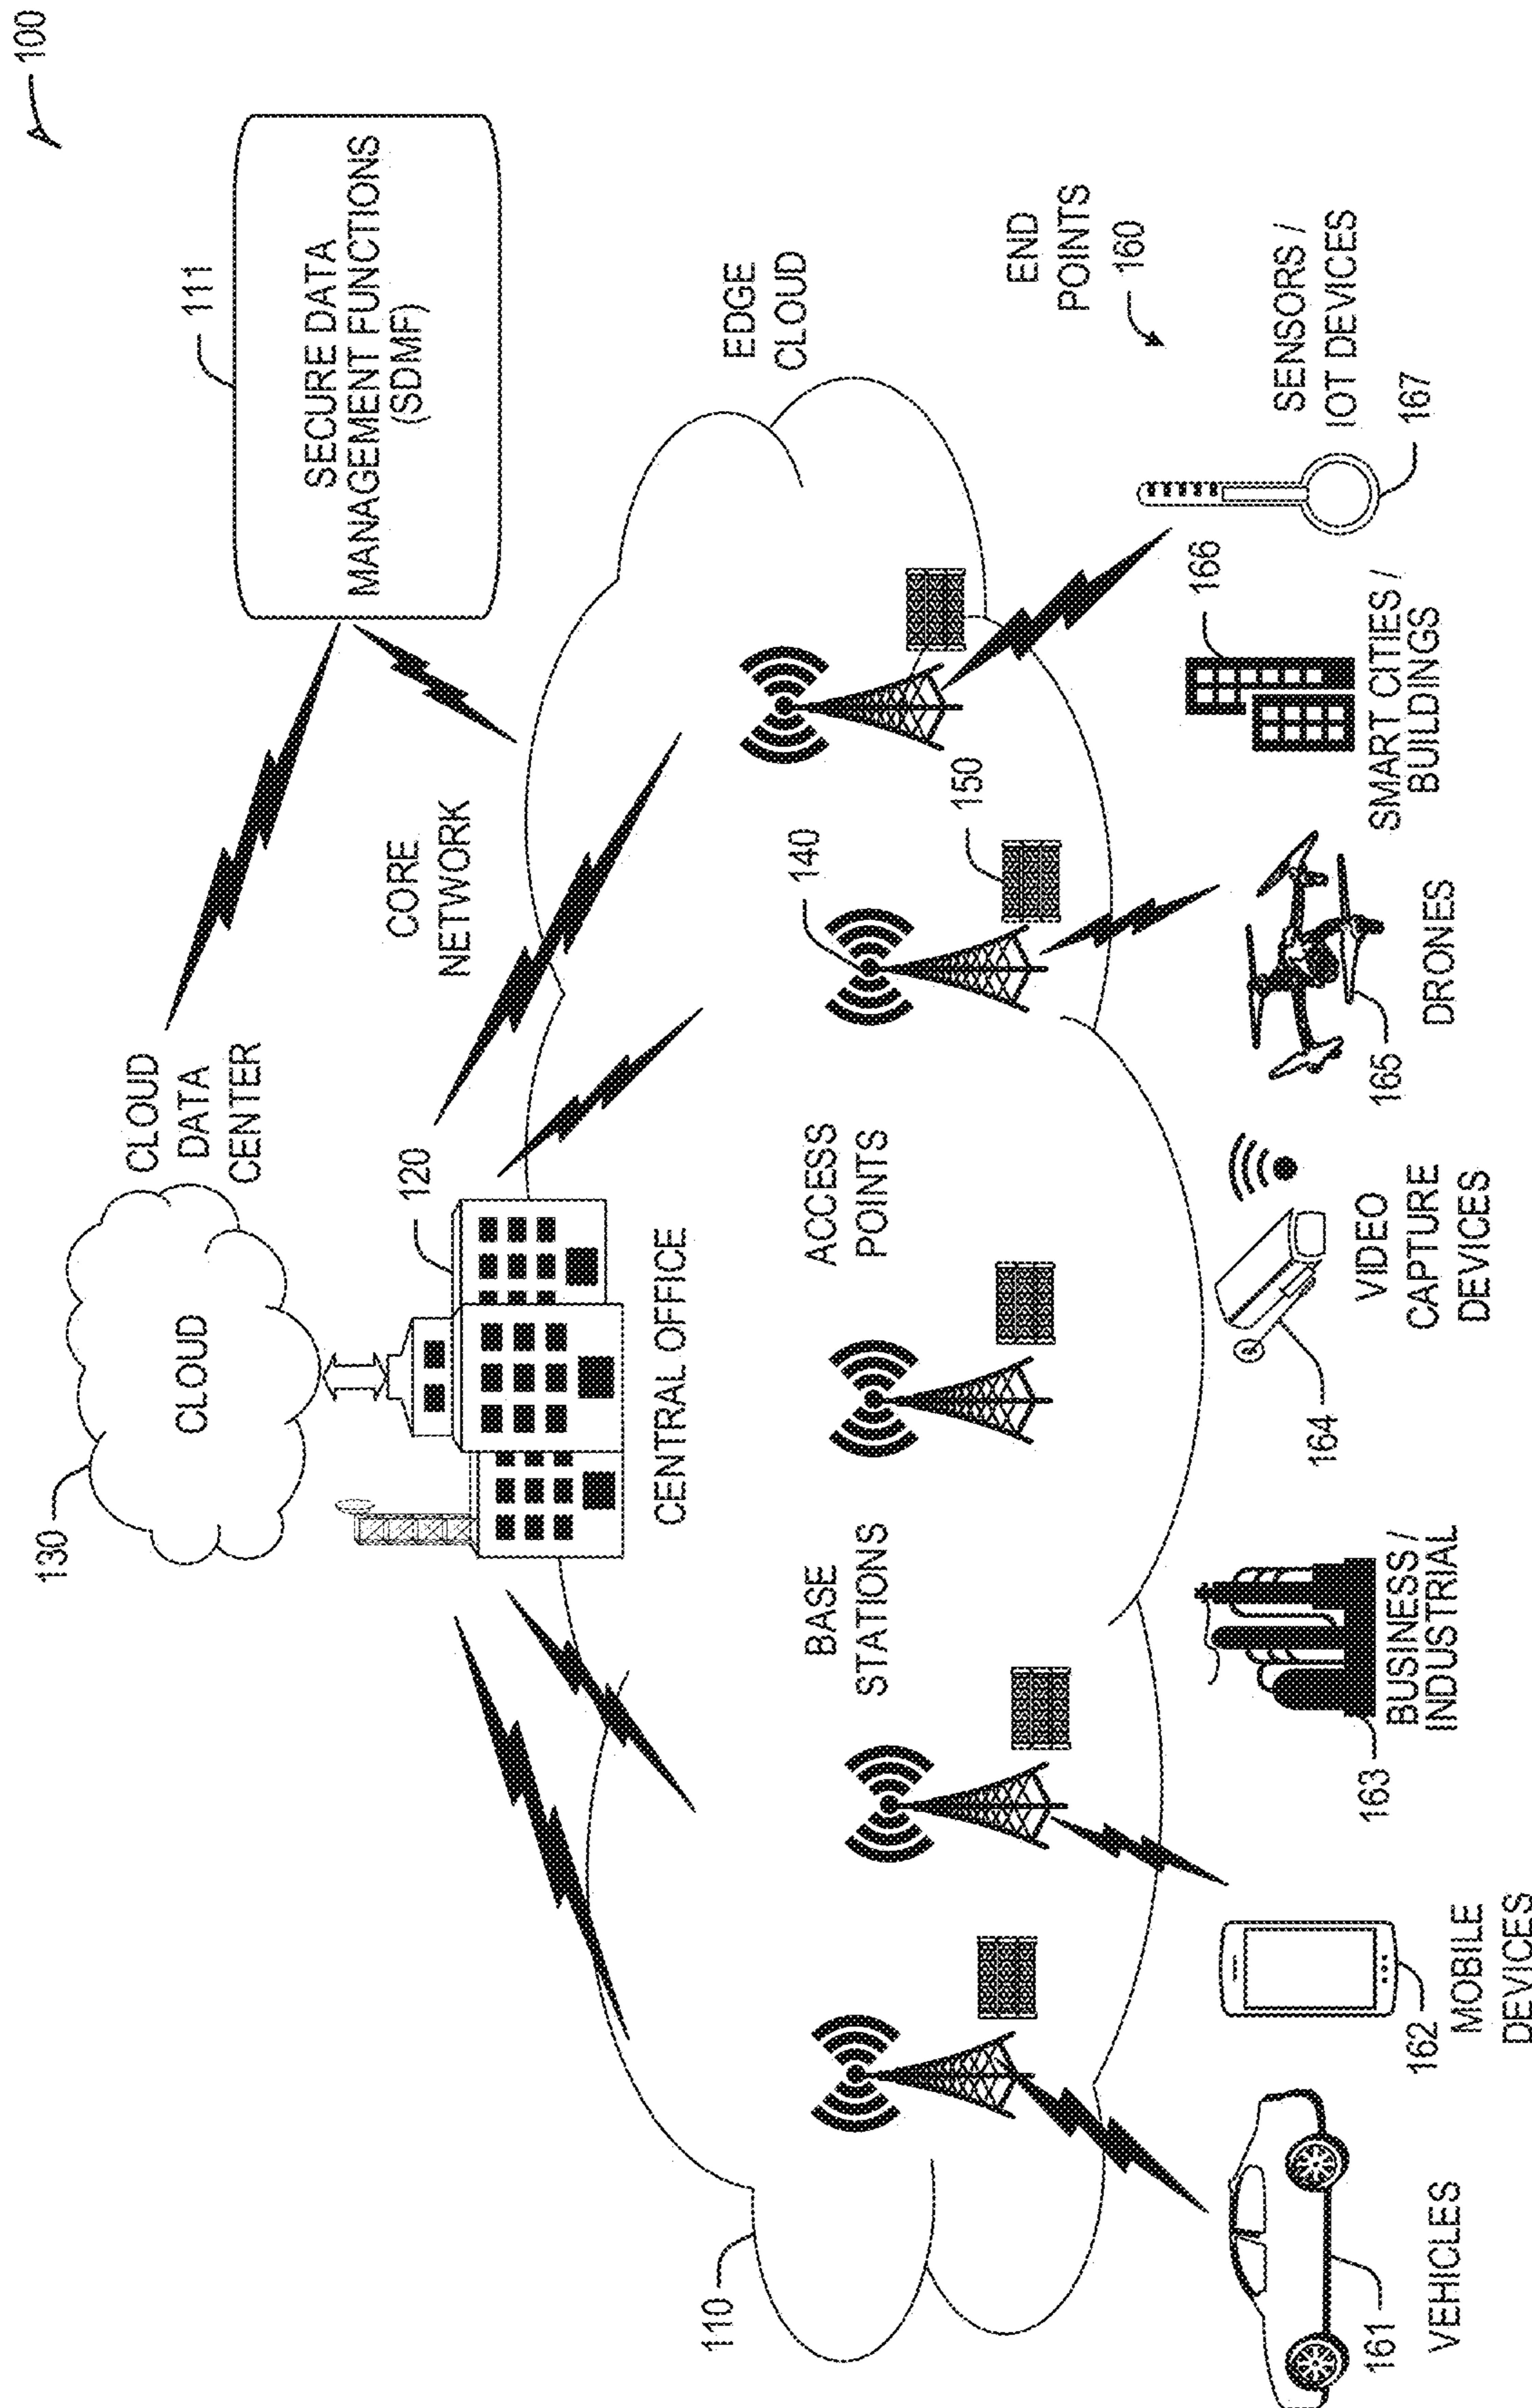 100
130
CLOUD
CLOUD
DATA
CENTER
111
SECURE DATA
MANAGEMENT FUNCTIONS
(SDMF)
120
CORE
NETWORK
CENTRAL OFFICE
110
EDGE
CLOUD
BASE
STATIONS
ACCESS
POINTS
140
150
END
POINTS
160
161
VEHICLES
162
MOBILE
DEVICES
163
BUSINESS /
INDUSTRIAL
164
VIDEO
CAPTURE
DEVICES
165
DRONES
166
SMART CITIES /
BUILDINGS
SENSORS /
IOT DEVICES
167